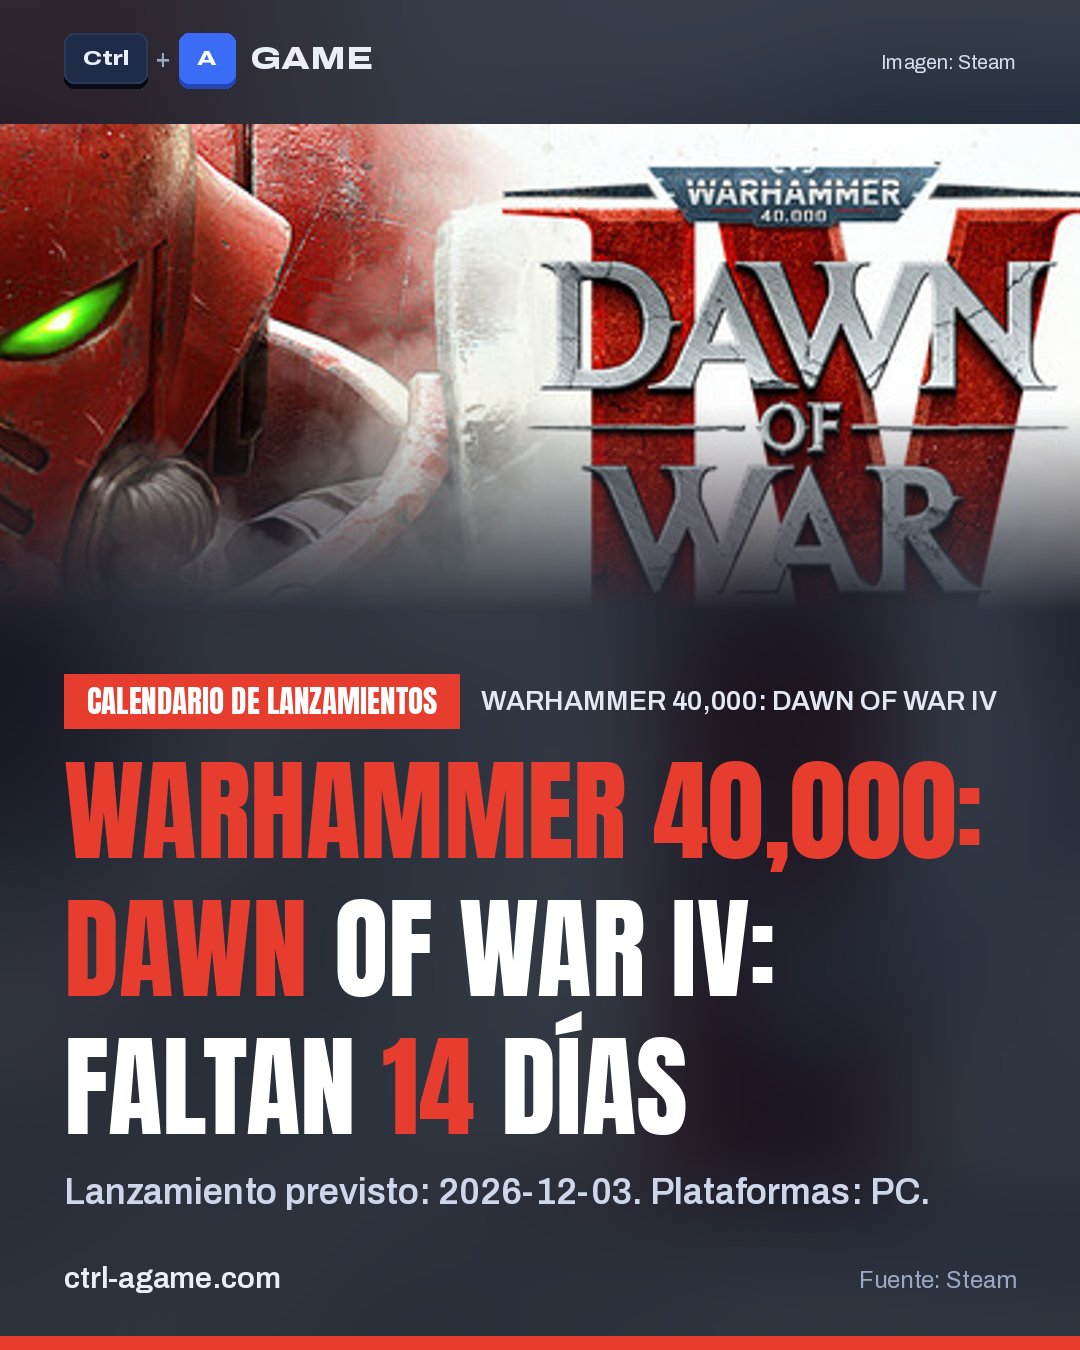 Ctrl + A GAME
Imagen: Steam
WARHAMMER
40,000
DAWN
OF
WAR
CALENDARIO DE LANZAMIENTOS
WARHAMMER 40,000: DAWN OF WAR IV
WARHAMMER 40,000:
DAWN OF WAR IV:
FALTAN 14 DÍAS
Lanzamiento previsto: 2026-12-03. Plataformas: PC.
ctrl-agame.com
Fuente: Steam